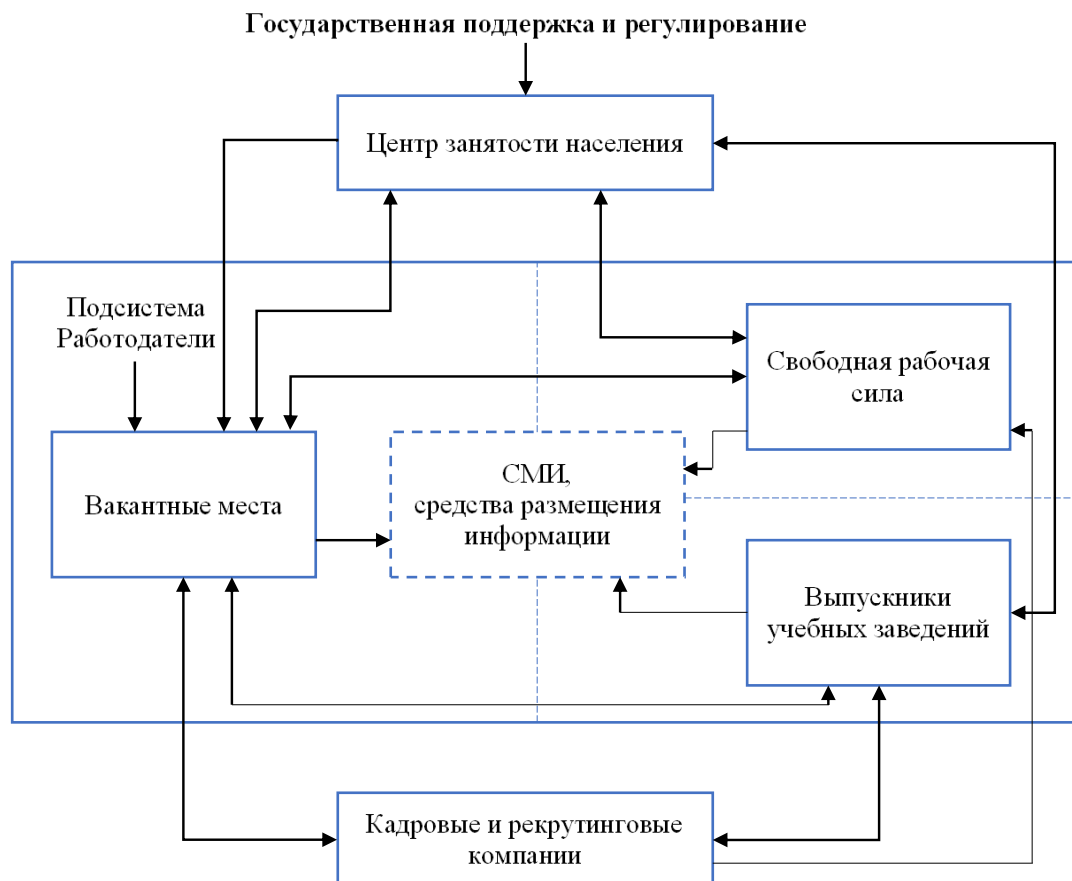 Государственная поддержка и регулирование
Центр занятости населения
Подсистема
Работодатели
Свободная рабочая
сила
СМИ,
средства размещения
информации
Вакантные места
Выпускники
учебных заведений
Кадровые и рекрутинговые
компании